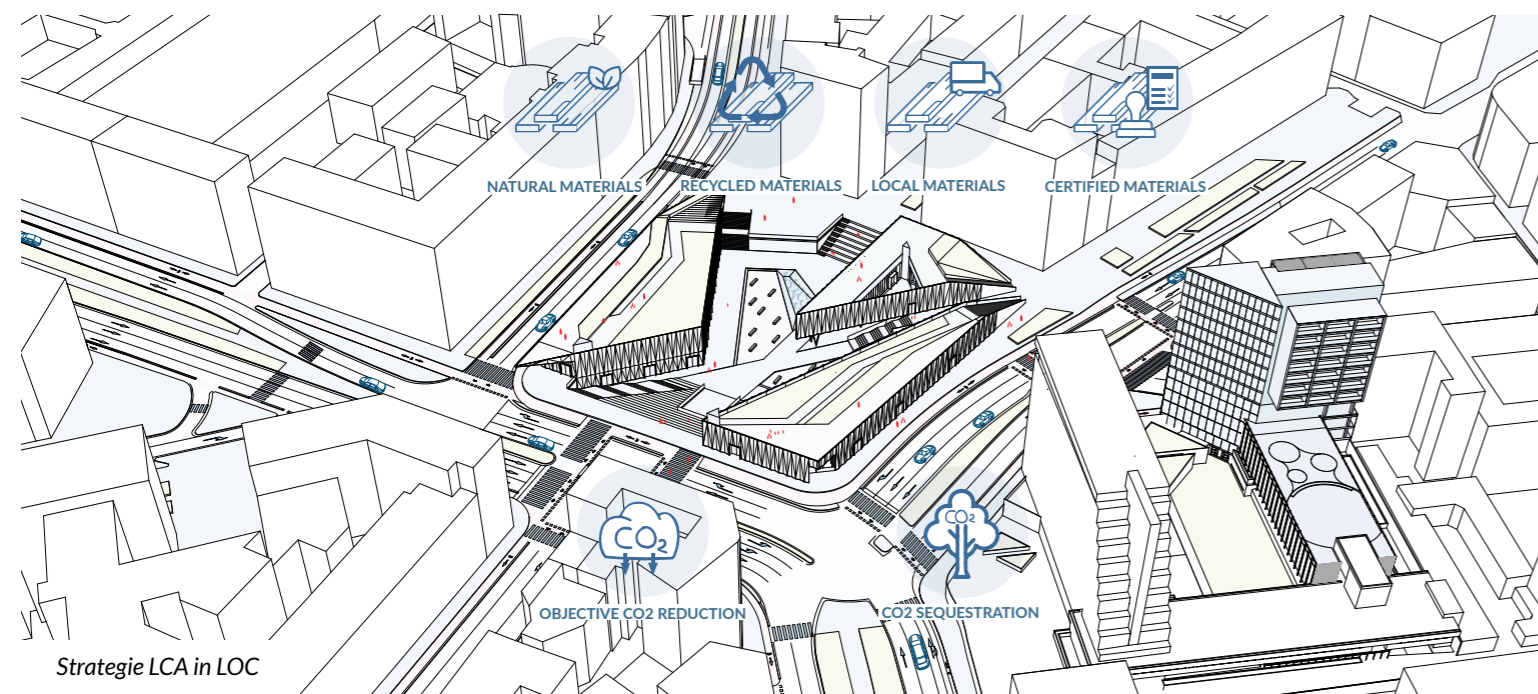 NATURAL MATERIALS
RECYCLED MATERIALS
LOCAL MATERIALS
CERTIFIED MATERIALS
CO2
CO2
OBJECTIVE CO2 REDUCTION
CO2 SEQUESTRATION
Strategie LCA in LOC